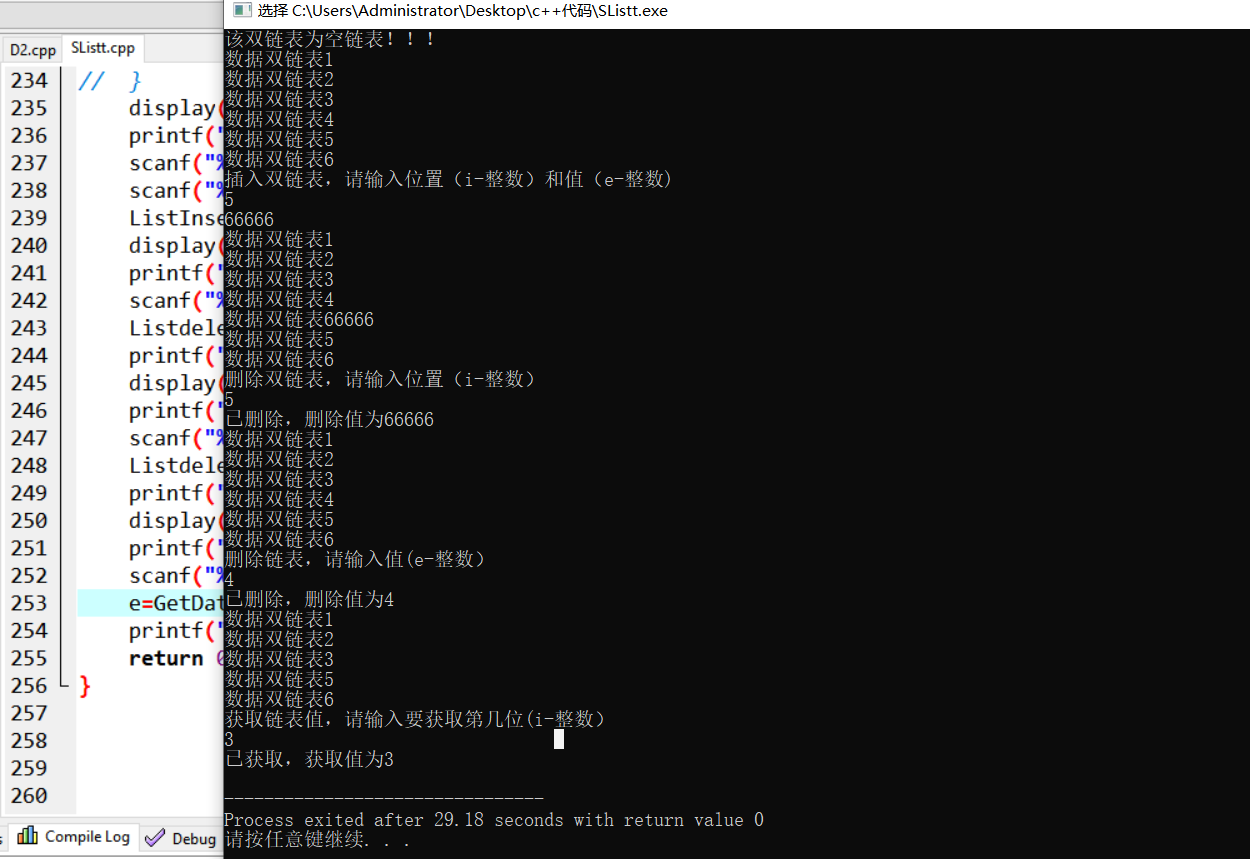 选择 C:\Users\Administrator\Desktop\c++代码\SListt.exe
D2.cpp
SListt.cpp
234 // }
235 display(
236 printf("
237 scanf("%
238 scanf("%
239 ListInse
240 display(
241 printf("
242 scanf("%
243 Listdele
244 printf("
245 display(
246 printf("
247 scanf("%
248 Listdele
249 printf("
250 display(
251 printf("
252 scanf("%
253 e=GetDat
254 printf("
255 return 0
256 }
257
258
259
260
Compile Log
Debug
该双链表为空链表！！！
数据双链表1
数据双链表2
数据双链表3
数据双链表4
数据双链表5
数据双链表6
插入双链表，请输入位置（i-整数）和值（e-整数)
5
66666
数据双链表1
数据双链表2
数据双链表3
数据双链表4
数据双链表66666
数据双链表5
数据双链表6
删除双链表，请输入位置（i-整数）
5
已删除，删除值为66666
数据双链表1
数据双链表2
数据双链表3
数据双链表4
数据双链表5
数据双链表6
删除链表，请输入值(e-整数）
4
已删除，删除值为4
数据双链表1
数据双链表2
数据双链表3
数据双链表5
数据双链表6
获取链表值，请输入要获取第几位(i-整数）
3
已获取，获取值为3
--------------------------------
Process exited after 29.18 seconds with return value 0
请按任意键继续. . .